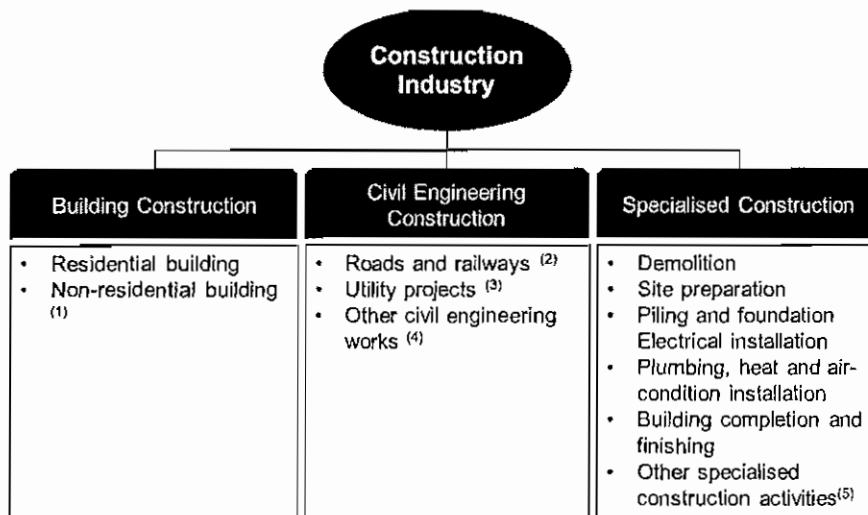 Construction
Industry
Building Construction
• Residential building
• Non-residential building
(1)
Civil Engineering
Construction
• Roads and railways (2)
• Utility projects (3)
• Other civil engineering
works (4)
Specialised Construction
• Demolition
• Site preparation
• Piling and foundation
Electrical installation
• Plumbing, heat and air-
condition installation
• Building completion and
finishing
• Other specialised
construction activities(5)